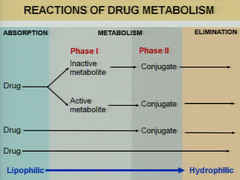 REACTIONS OF DRUG METABOLISM
ABSORPTION METABOLISM ELIMINATION
Phase I Phase II
Inactive metabolite Conjugate
Drug
Active metabolite Conjugate
Drug Conjugate
Drug
Lipophilic Hydrophilic